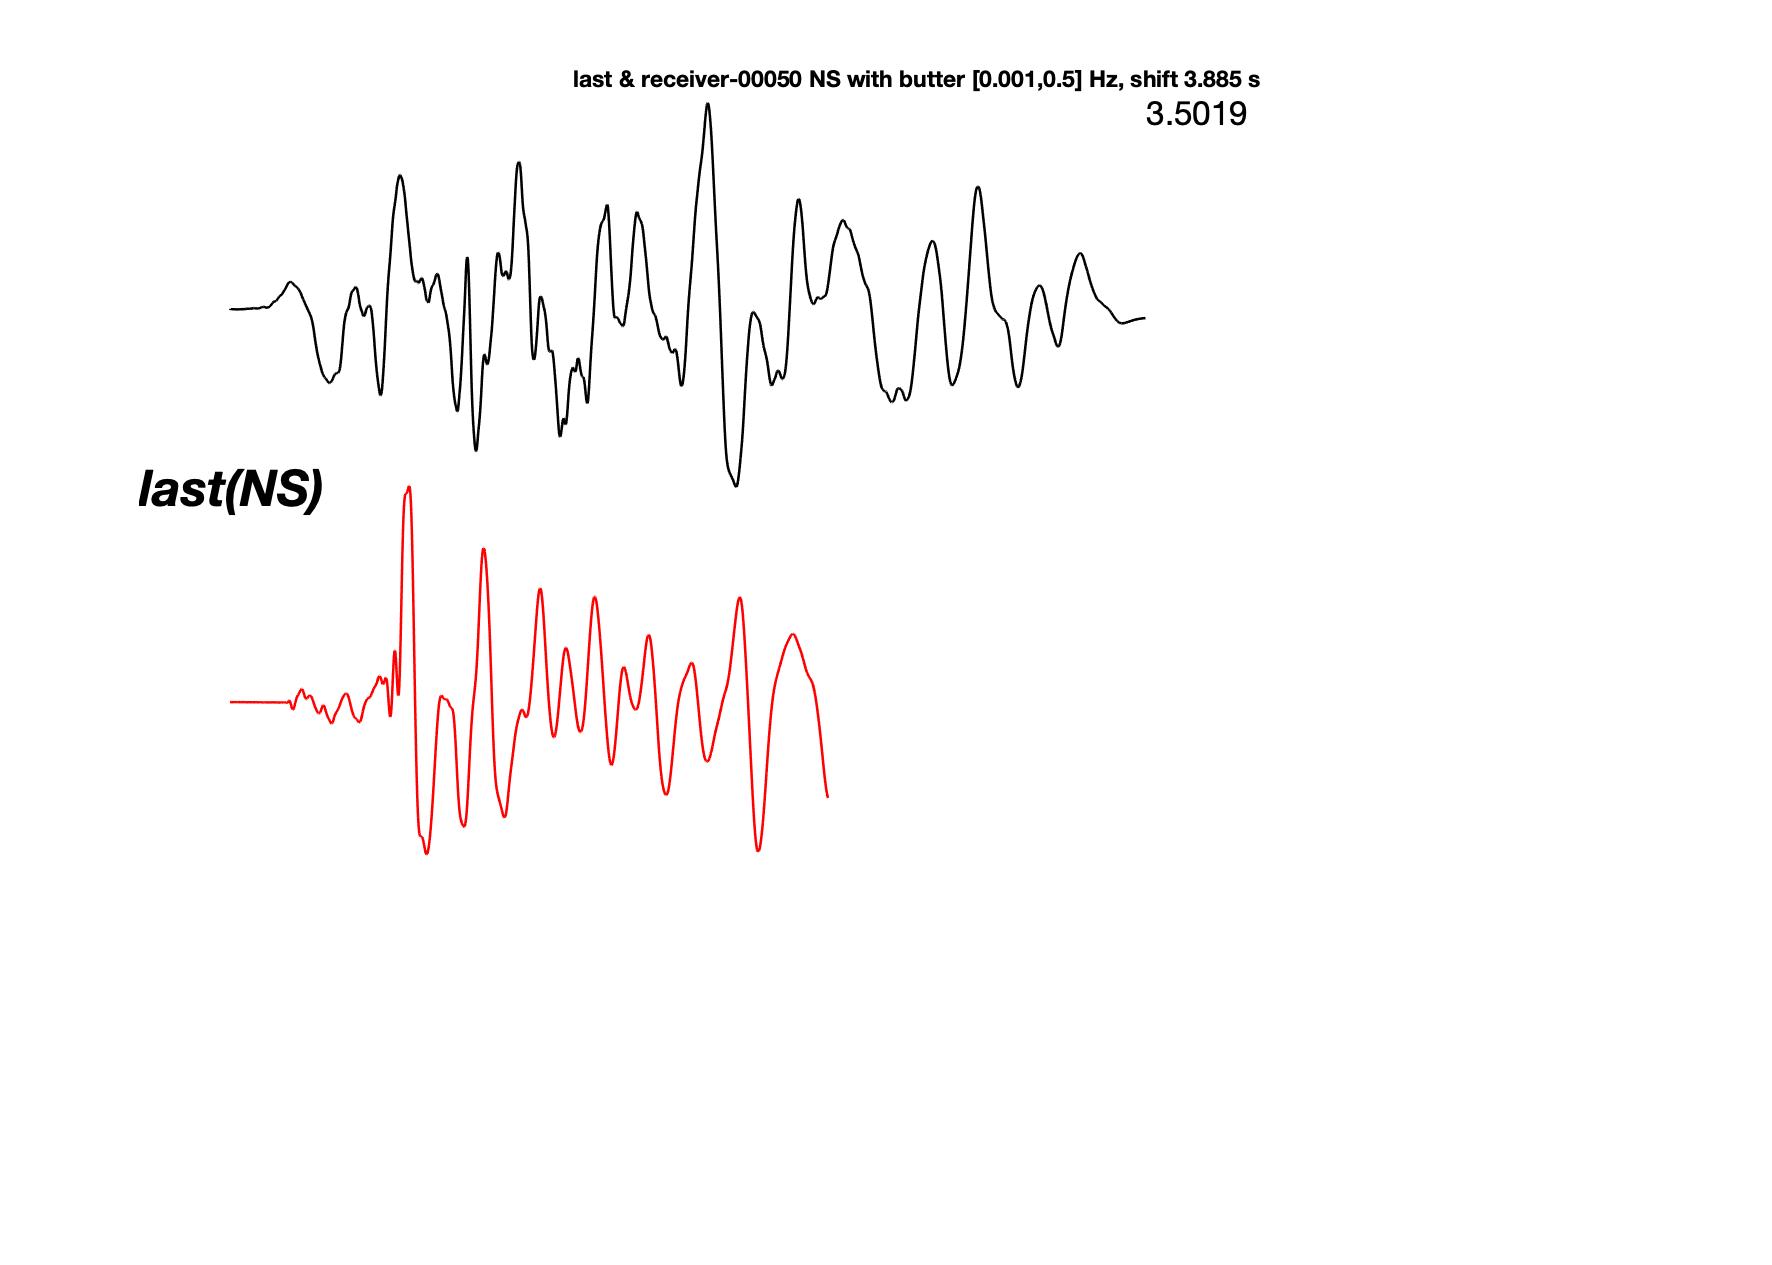 last & receiver-00050 NS with butter [0.001,0.5] Hz, shift 3.885 s
3.5019
last(NS)